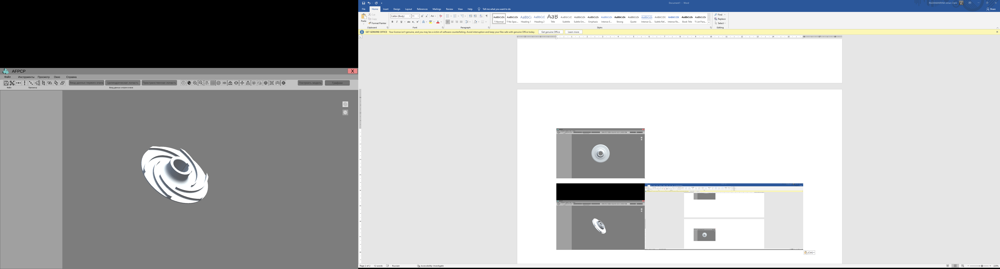 AFPCP
X
Файл Инструменты Просмотр Окно Справка
Ввод данных первого этапа Цилиндрическая лопасть Пространственная лопасть Построить модель Графики
Файл Просмотр Ввод данных второго этапа
Document1 - Word
RAZANANIRINA Johan Clark
File Home Insert Design Layout References Mailings Review View Help Tell me what you want to do
Share
Paste
Cut
Copy
Format Painter
Clipboard
Calibri (Body) 11
Font
Paragraph
AaBbCcDc AaBbCcDc AaBbCc AaBbCcC AaB AaBbCcC AaBbCcDc AaBbCcDc AaBbCcDc AaBbCcDc AaBbCcDc AaBbCcDc AaBbCcDc AaBbCcDc AaBbCcDc AaBbCcDc
¶ Normal ¶ No Spac... Heading 1 Heading 2 Title Subtitle Subtle Em... Emphasis Intense E... Strong Quote Intense Q... Subtle Ref... Intense Re... Book Title ¶ List Para...
Styles
Find
Replace
Select
Editing
GET GENUINE OFFICE Your license isn't genuine, and you may be a victim of software counterfeiting. Avoid interruption and keep your files safe with genuine Office today. Get genuine Office Learn more
(Ctrl)
Page 2 of 2 12 words Russian Accessibility: Investigate
220%